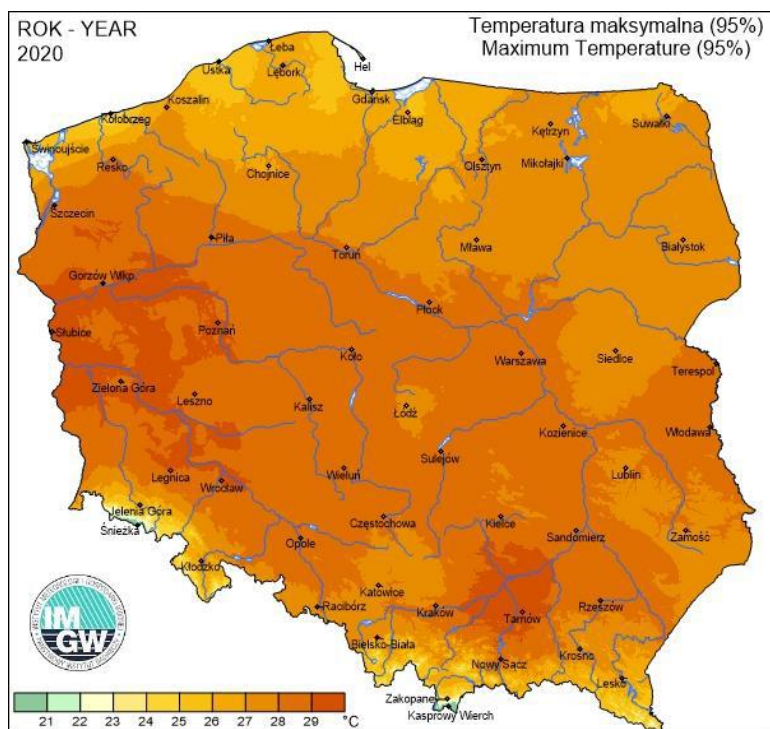 ROK - YEAR
2020
Temperatura maksymalna (95%)
Maximum Temperature (95%)
Łeba
Hel
Ustka
Lębork
Gdańsk
Koszalin
Kołobrzeg
Elbląg
Suwałki
Kętrzyn
Świnoujście
Resko
Chojnice
Olsztyn
Mikołajki
Szczecin
Piła
Toruń
Mława
Białystok
Gorzów Wlkp.
Płock
Słubice
Poznań
Koło
Warszawa
Siedlce
Terespol
Zielona Góra
Leszno
Kalisz
Łódź
Kozienice
Włodawa
Sulejów
Legnica
Wrocław
Wieluń
Lublin
Jelenia Góra
Śnieżka
Częstochowa
Kielce
Sandomierz
Zamość
Opole
Kłodzko
Katowice
Racibórz
Kraków
Tarnów
Rzeszów
Bielsko-Biała
Nowy Sącz
Krosno
Lesko
Zakopane
Kasprowy Wierch
IM
GW
21 22 23 24 25 26 27 28 29 °C